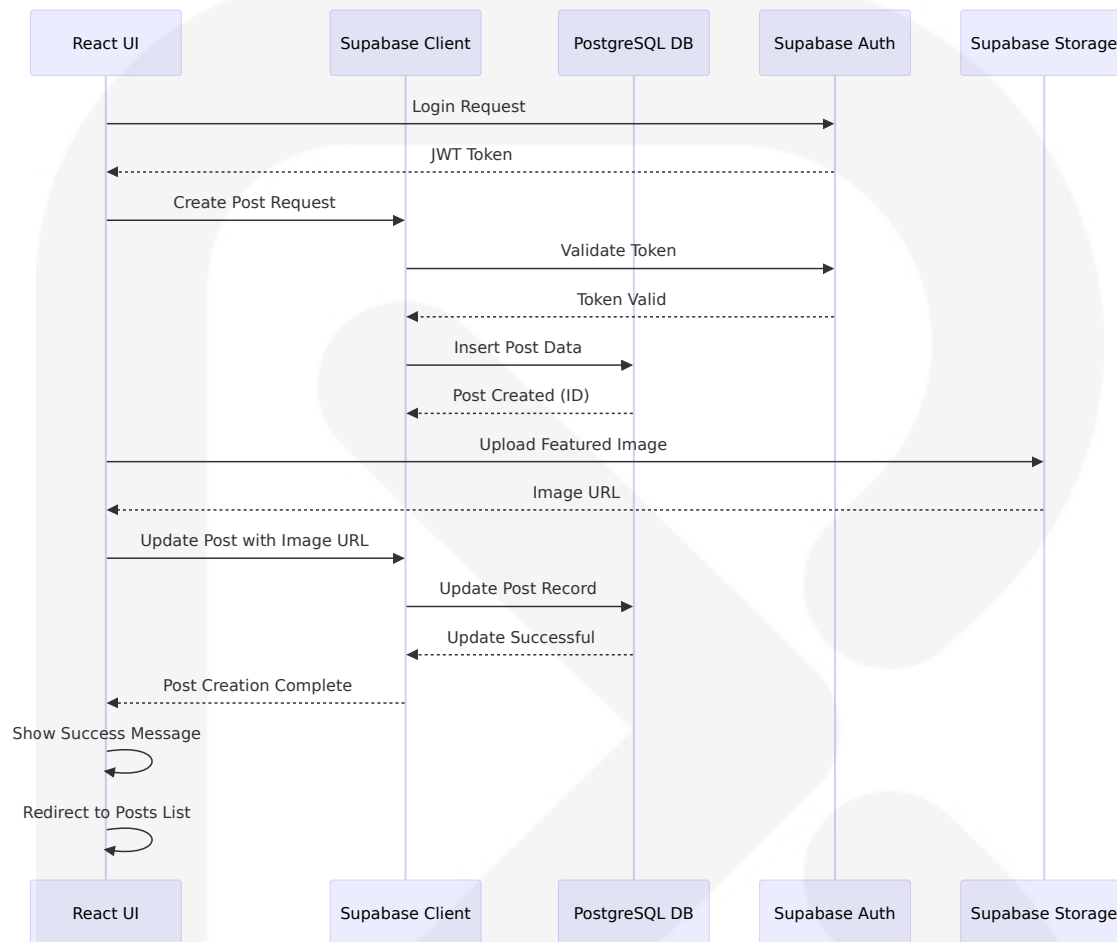 React UI
Supabase Client
PostgreSQL DB
Supabase Auth
Supabase Storage
Login Request
JWT Token
Create Post Request
Validate Token
Token Valid
Insert Post Data
Post Created (ID)
Upload Featured Image
Image URL
Update Post with Image URL
Update Post Record
Update Successful
Post Creation Complete
Show Success Message
Redirect to Posts List
React UI
Supabase Client
PostgreSQL DB
Supabase Auth
Supabase Storage